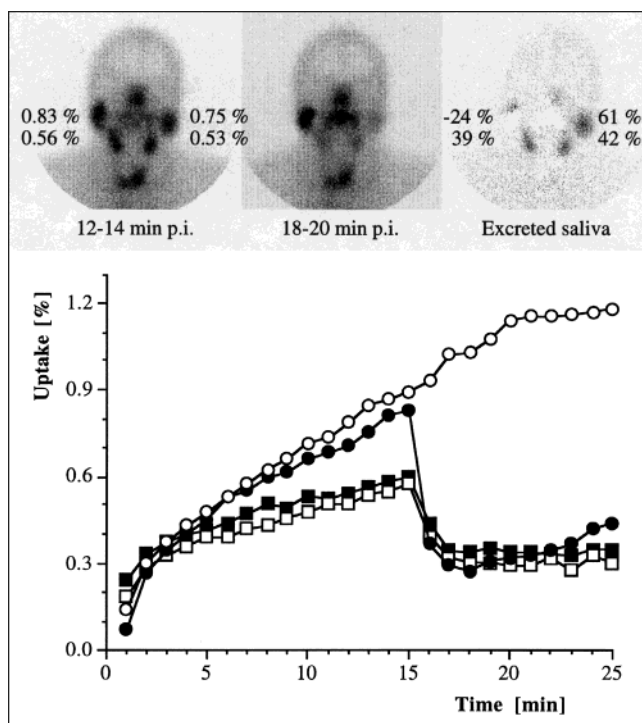 0.83 % 0.75 % -24 % 61 %
0.56 % 0.53 % 39 % 42 %
12-14 min p.i. 18-20 min p.i. Excreted saliva
Uptake [%]
1.2
0.9
0.6
0.3
0.0
0 5 10 15 20 25
Time [min]